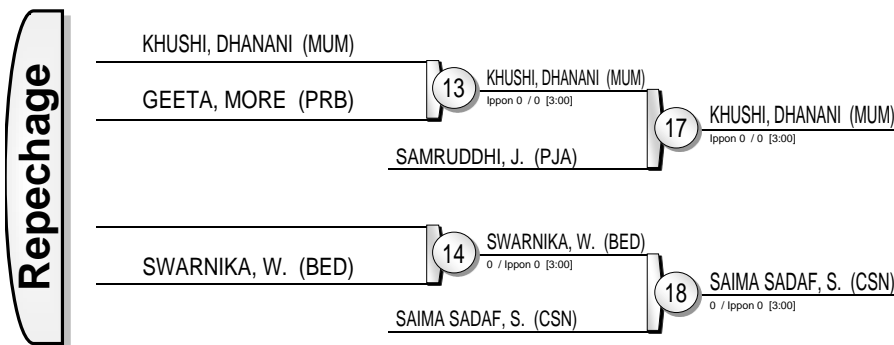 Repechage
KHUSHI, DHANANI (MUM)
GEETA, MORE (PRB)
13
KHUSHI, DHANANI (MUM)
Ippon 0 / 0 [3:00]
SAMRUDDHI, J. (PJA)
17
KHUSHI, DHANANI (MUM)
Ippon 0 / 0 [3:00]
SWARNIKA, W. (BED)
14
SWARNIKA, W. (BED)
0 / Ippon 0 [3:00]
SAIMA SADAF, S. (CSN)
18
SAIMA SADAF, S. (CSN)
0 / Ippon 0 [3:00]